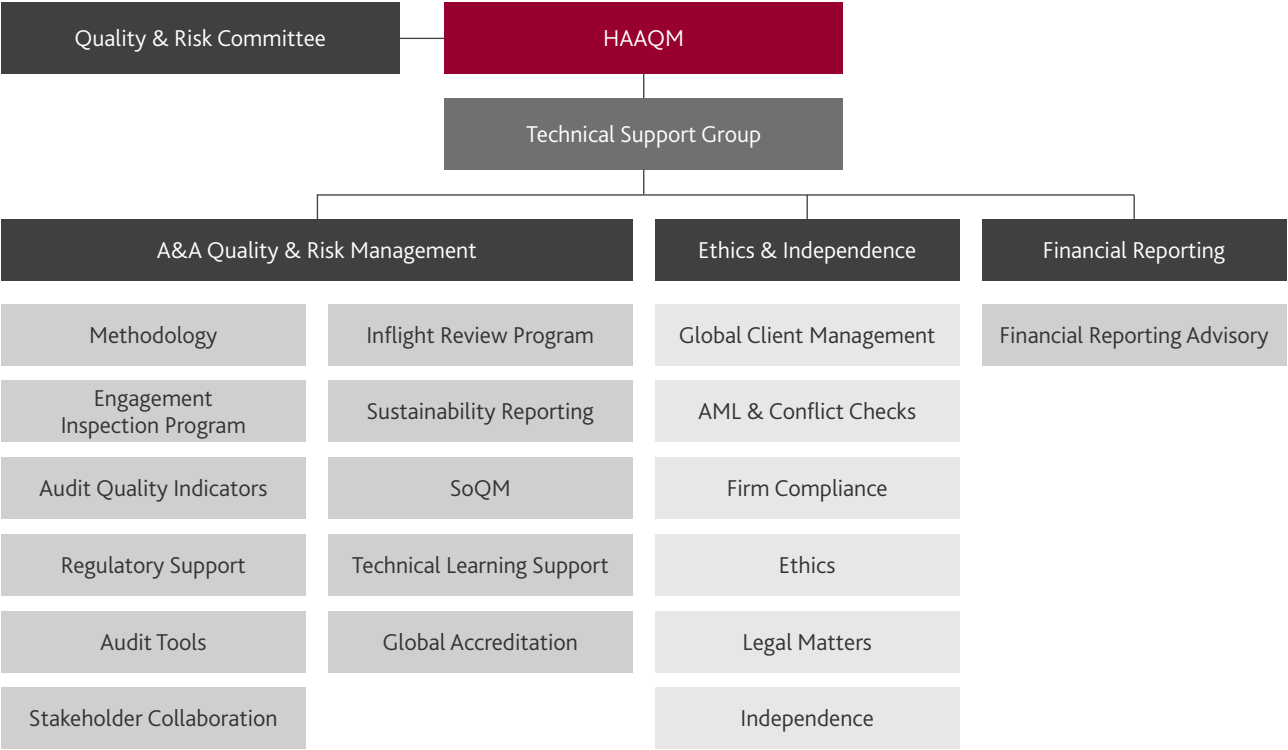 Quality & Risk Committee
HAAQM
Technical Support Group
A&A Quality & Risk Management
Methodology
Engagement
Inspection Program
Audit Quality Indicators
Regulatory Support
Audit Tools
Stakeholder Collaboration
Inflight Review Program
Sustainability Reporting
SoQM
Technical Learning Support
Global Accreditation
Ethics & Independence
Global Client Management
AML & Conflict Checks
Firm Compliance
Ethics
Legal Matters
Independence
Financial Reporting
Financial Reporting Advisory